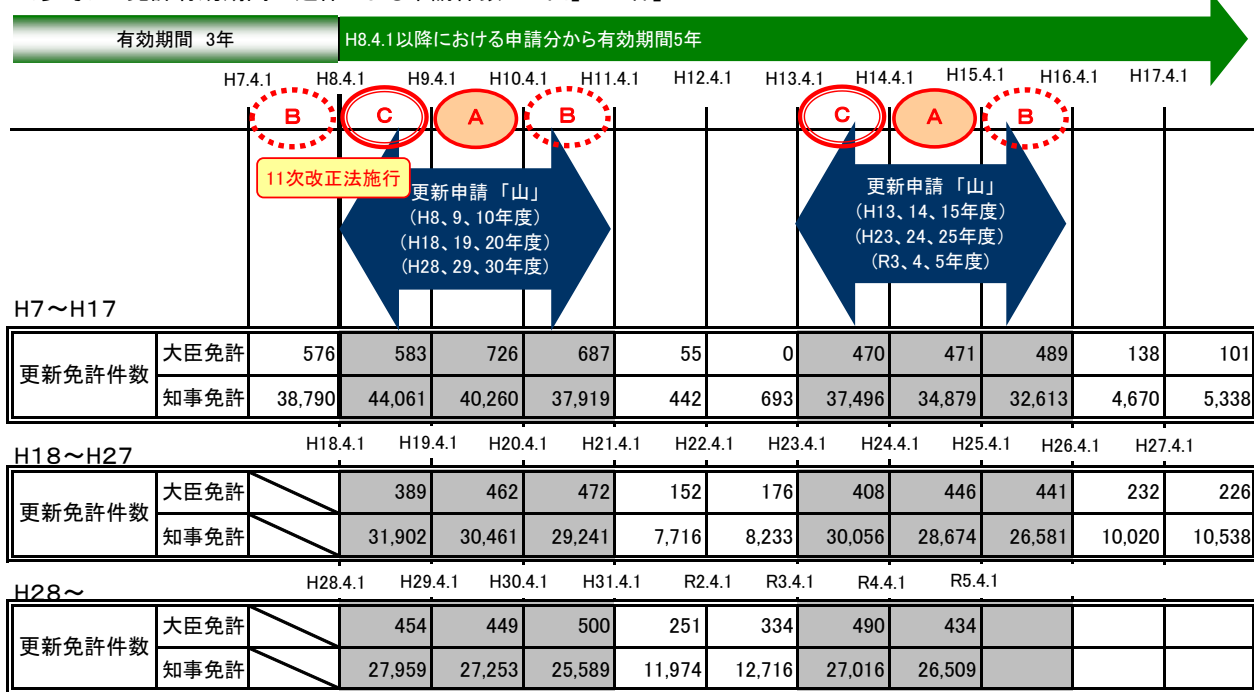 有効期間 3年
H8.4.1以降における申請分から有効期間5年
H7.4.1 H8.4.1 H9.4.1 H10.4.1 H11.4.1 H12.4.1 H13.4.1 H14.4.1 H15.4.1 H16.4.1 H17.4.1
B C A B C A B
11次改正法施行
更新申請「山」
(H8、9、10年度)
(H18、19、20年度)
(H28、29、30年度)
更新申請「山」
(H13、14、15年度)
(H23、24、25年度)
(R3、4、5年度)
H7～H17
更新免許件数
大臣免許 576 583 726 687 55 0 470 471 489 138 101
知事免許 38,790 44,061 40,260 37,919 442 693 37,496 34,879 32,613 4,670 5,338
H18～H27
H18.4.1 H19.4.1 H20.4.1 H21.4.1 H22.4.1 H23.4.1 H24.4.1 H25.4.1 H26.4.1 H27.4.1
更新免許件数
大臣免許 389 462 472 152 176 408 446 441 232 226
知事免許 31,902 30,461 29,241 7,716 8,233 30,056 28,674 26,581 10,020 10,538
H28～
H28.4.1 H29.4.1 H30.4.1 H31.4.1 R2.4.1 R3.4.1 R4.4.1 R5.4.1
更新免許件数
大臣免許 454 449 500 251 334 490 434
知事免許 27,959 27,253 25,589 11,974 12,716 27,016 26,509